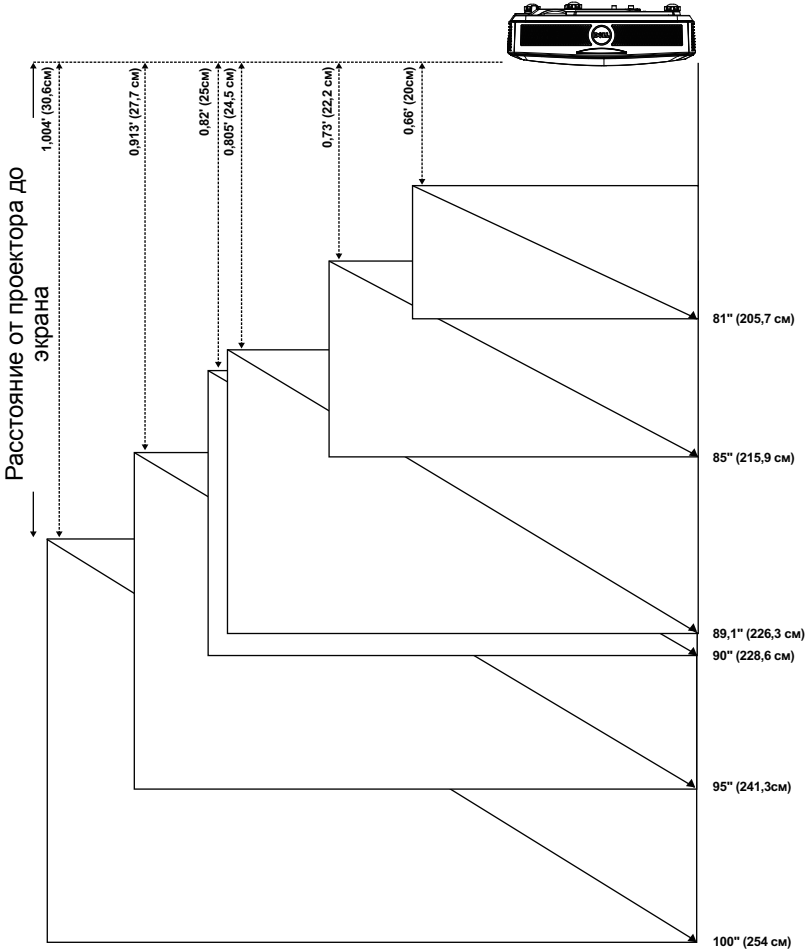 DELL
1,004' (30,6см)
0,913' (27,7 см)
0,82' (25см)
0,805' (24,5 см)
0,73' (22,2 см)
0,66' (20см)
Расстояние от проектора до
экрана
81" (205,7 см)
85" (215,9 см)
89,1" (226,3 см)
90" (228,6 см)
95" (241,3см)
100" (254 см)